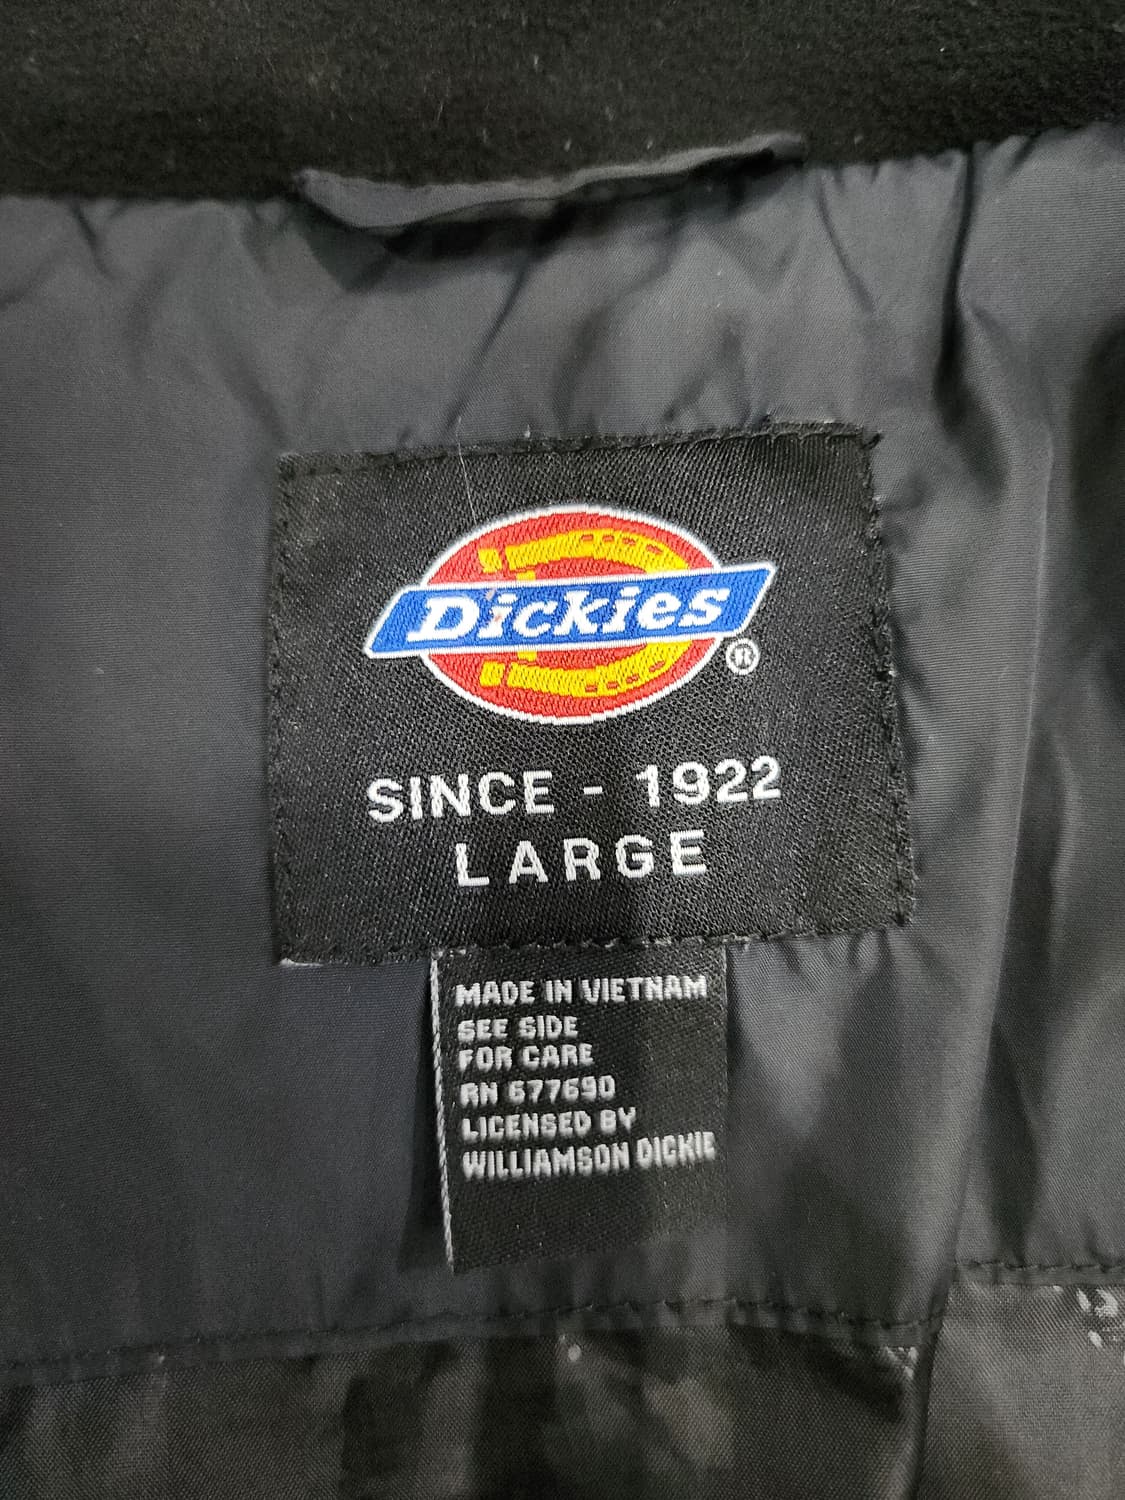 Dickies
®
SINCE - 1922
LARGE
MADE IN VIETNAM
SEE SIDE
FOR CARE
RN 677690
LICENSED BY
WILLIAMSON DICKIE